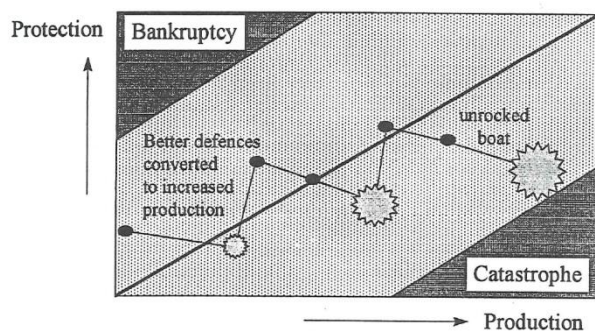 Protection
Bankruptcy
unrocked
boat
Better defences
converted
to increased
production
Catastrophe
Production